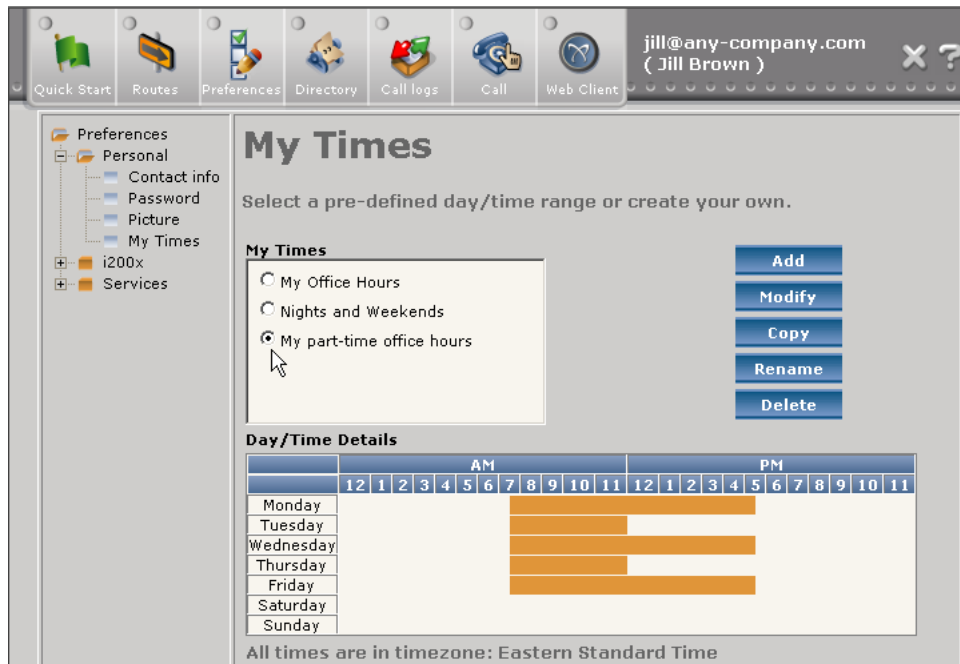 jill@any-company.com
( Jill Brown )
Quick Start Routes Preferences Directory Call logs Call Web Client
Preferences
Personal
Contact info
Password
Picture
My Times
i200x
Services
My Times
Select a pre-defined day/time range or create your own.
My Times
My Office Hours
Nights and Weekends
My part-time office hours
Add
Modify
Copy
Rename
Delete
Day/Time Details
AM PM
12 1 2 3 4 5 6 7 8 9 10 11 12 1 2 3 4 5 6 7 8 9 10 11
Monday
Tuesday
Wednesday
Thursday
Friday
Saturday
Sunday
All times are in timezone: Eastern Standard Time